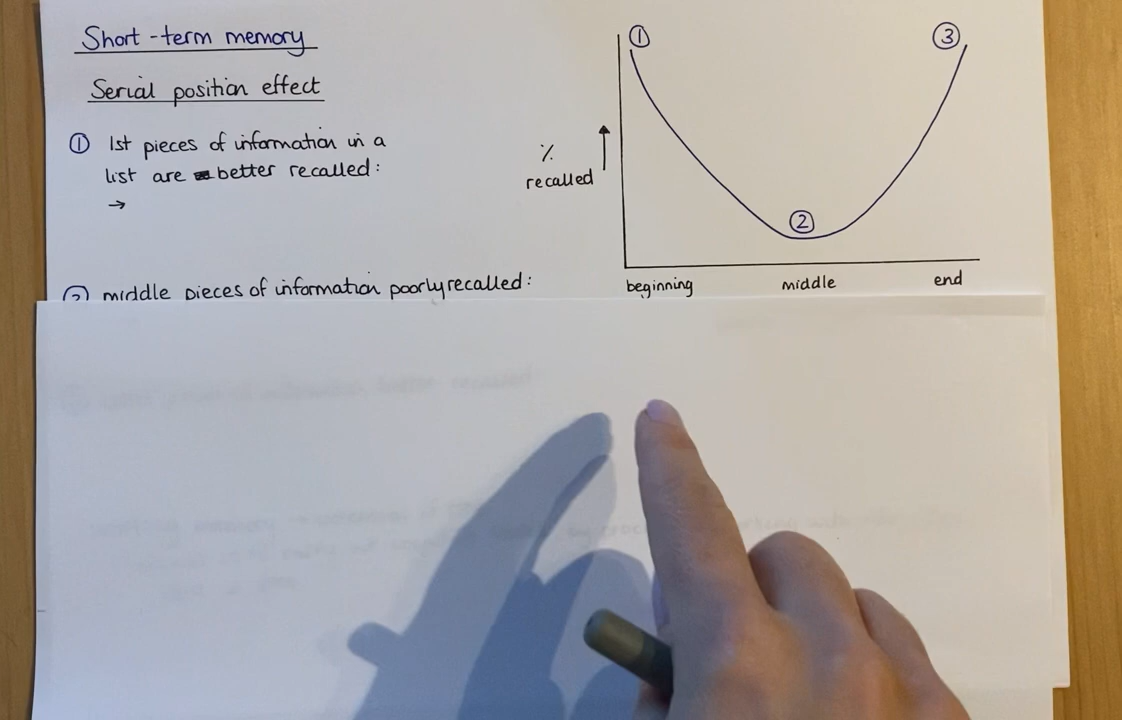 Short-term memory
Serial position effect
① 1st pieces of information in a
list are better recalled:
→
② middle pieces of information poorly recalled:
①
②
③
%
recalled
beginning
middle
end